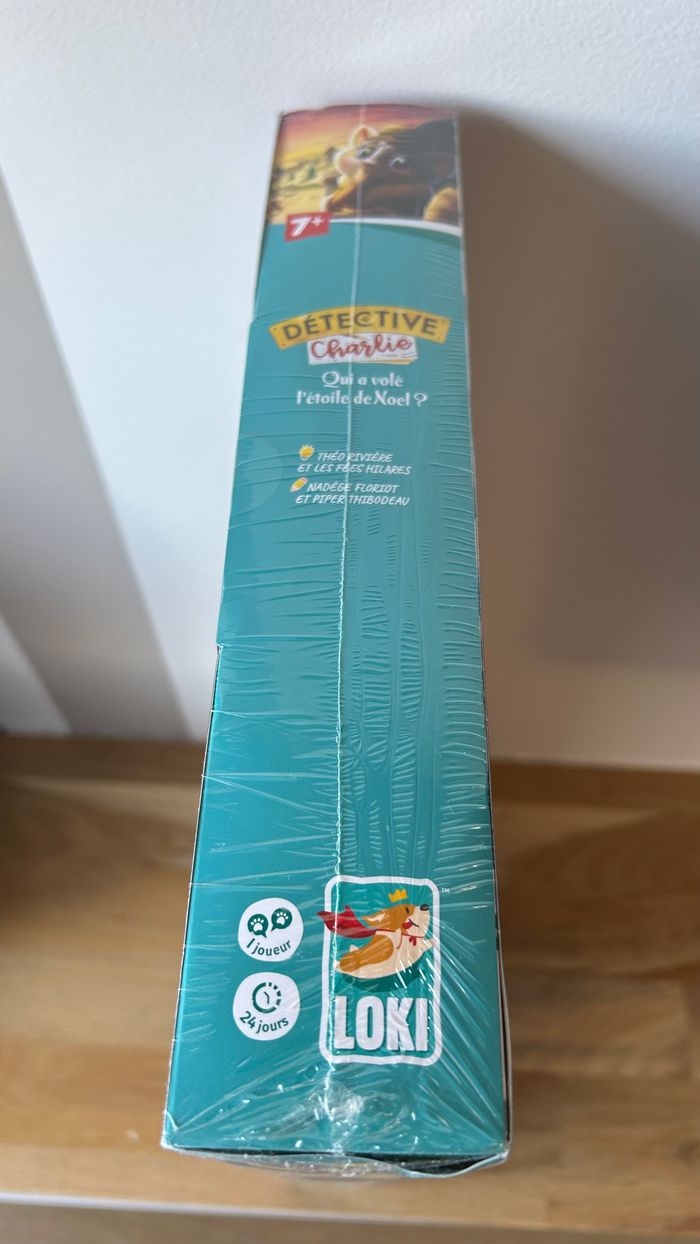 7+
DÉTECTIVE
Charlie
Qui a volé
l'étoile de Noel ?
THÉO RIVIÈRE
ET LES FÉES HILARES
NADÈGE FLORIOT
ET PIPER THIBODEAU
1 joueur
24 jours
LOKI
TM